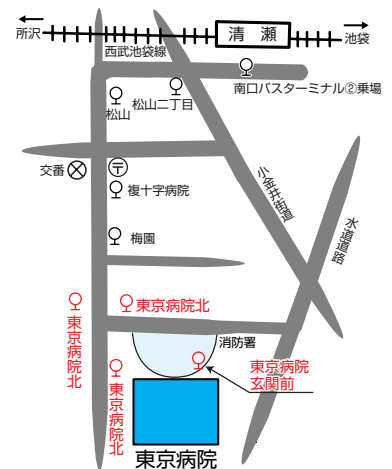 所沢
清瀬
池袋
西武池袋線
南口バスターミナル②乗場
松山二丁目
松山
交番
〒
複十字病院
小金井街道
水道道路
梅園
東京病院北
東京病院北
消防署
東京病院
玄関前
東京病院北
東京病院